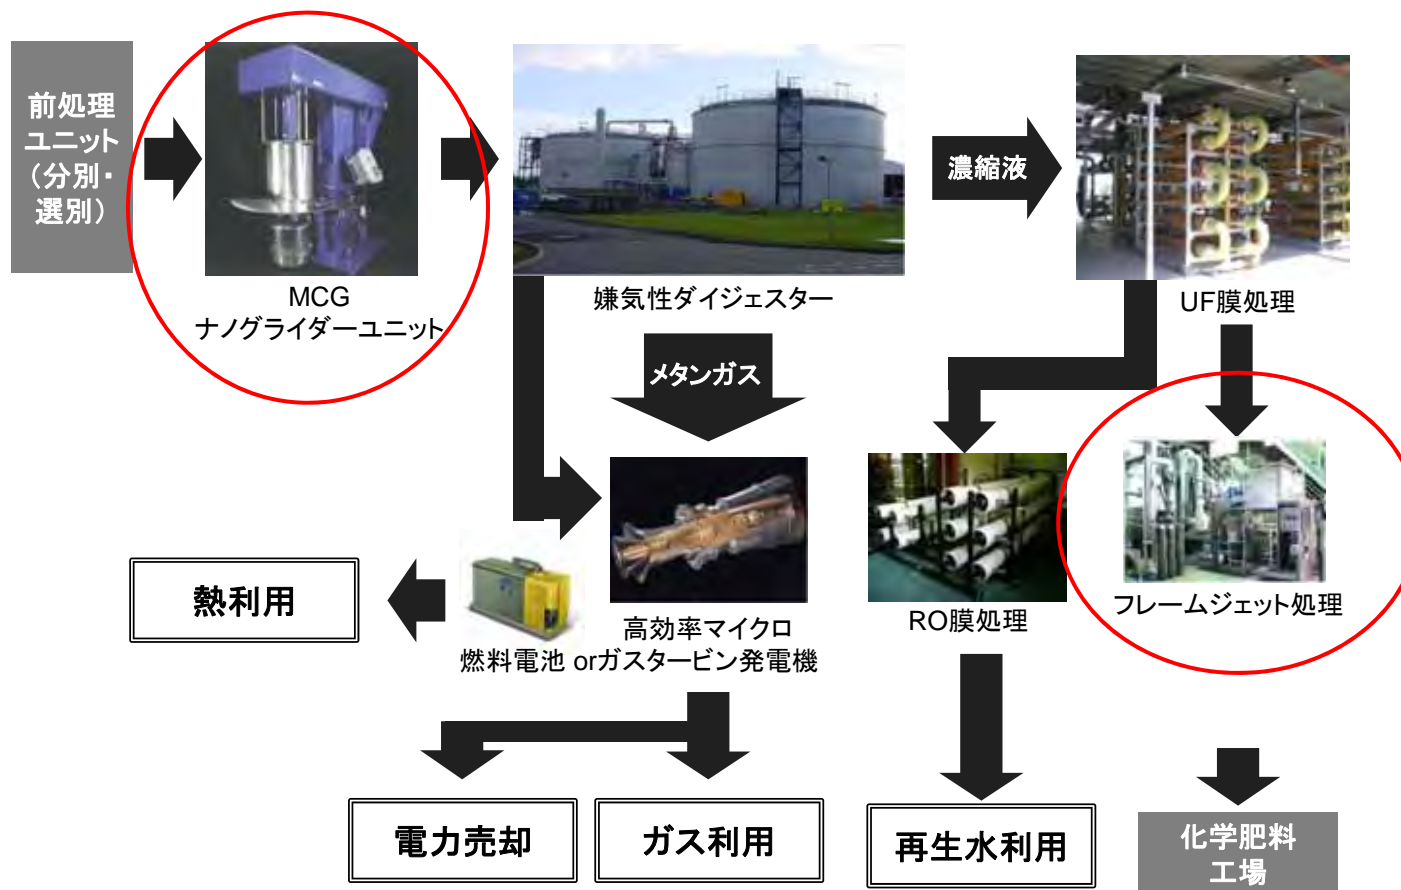 前処理
ユニット
（分別・
選別）
MCG
ナノグライダーユニット
嫌気性ダイジェスター
濃縮液
UF膜処理
メタンガス
熱利用
高効率マイクロ
燃料電池 orガスタービン発電機
RO膜処理
フレームジェット処理
電力売却
ガス利用
再生水利用
化学肥料
工場